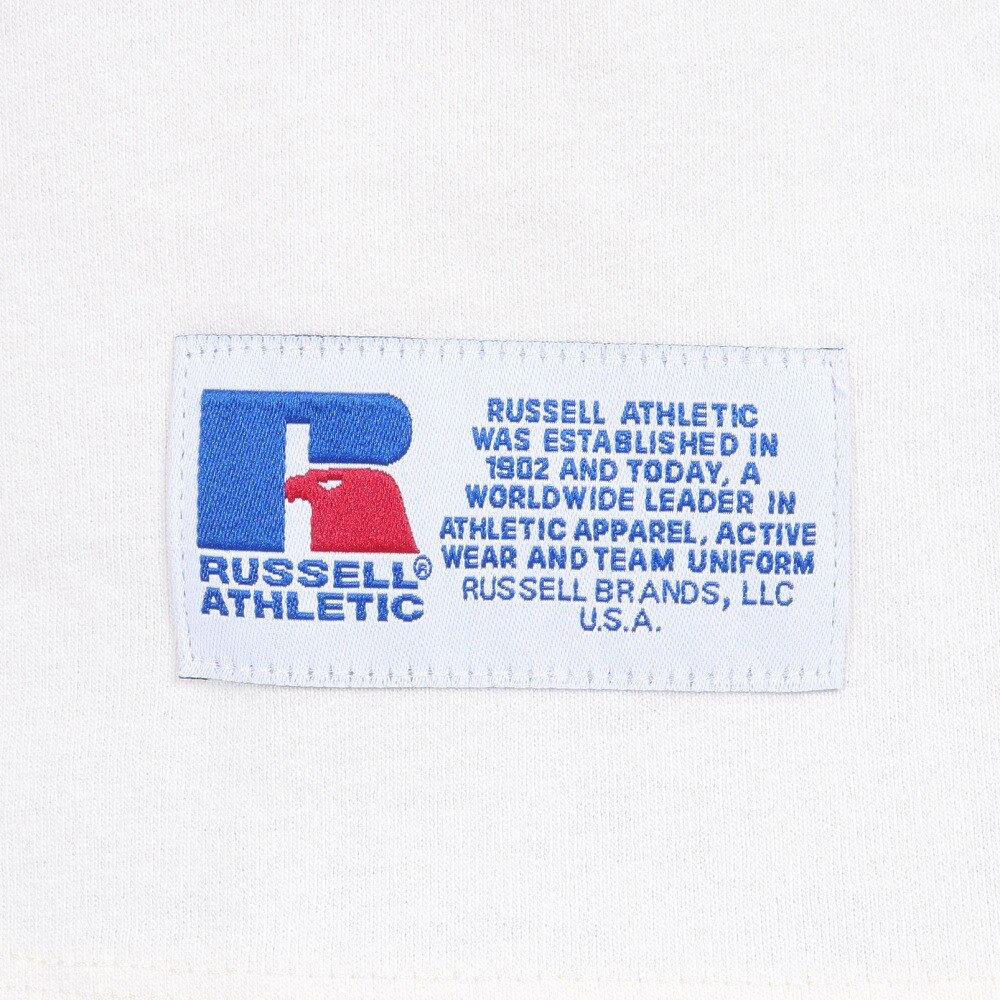 RUSSELL®
ATHLETIC
RUSSELL ATHLETIC
WAS ESTABLISHED IN
1902 AND TODAY, A
WORLDWIDE LEADER IN
ATHLETIC APPAREL, ACTIVE
WEAR AND TEAM UNIFORM
RUSSELL BRANDS, LLC
U.S.A.